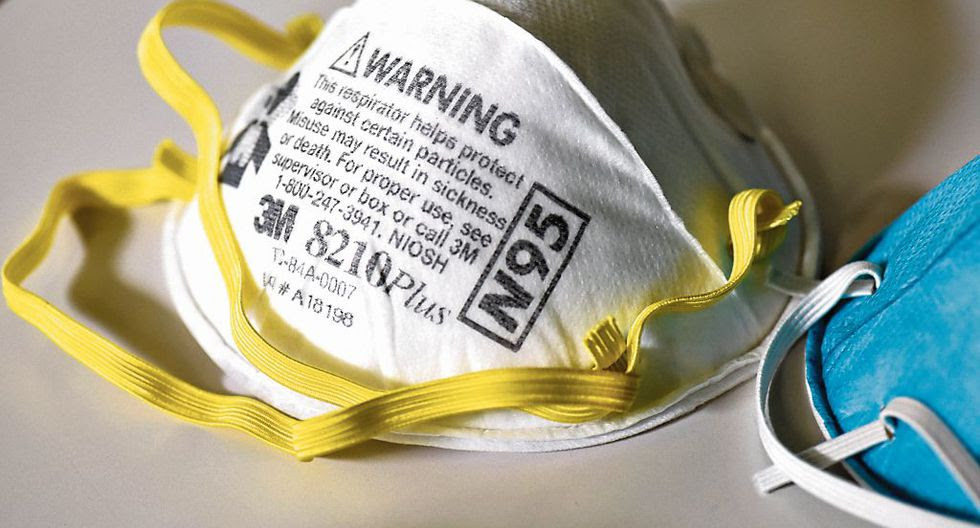 WARNING
This respirator helps protect
against certain particles.
Misuse may result in sickness
or death. For proper use, see
supervisor or box or call 3M
1-800-247-3941. NIOSH
3M 8210Plus N95
TC-84A-0007
# A18198